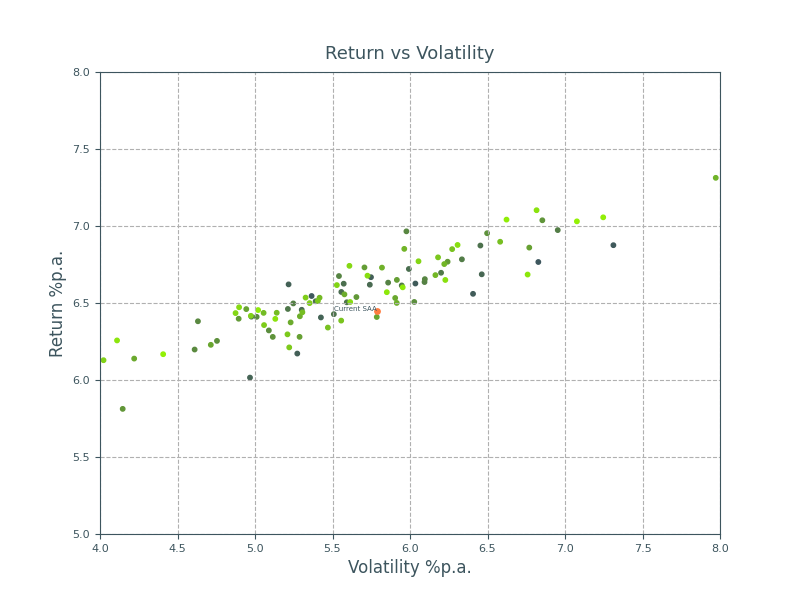 Return vs Volatility
8.0
7.5
7.0
6.5
6.0
5.5
5.0
Return %p.a.
Current SAA
4.0 4.5 5.0 5.5 6.0 6.5 7.0 7.5 8.0
Volatility %p.a.